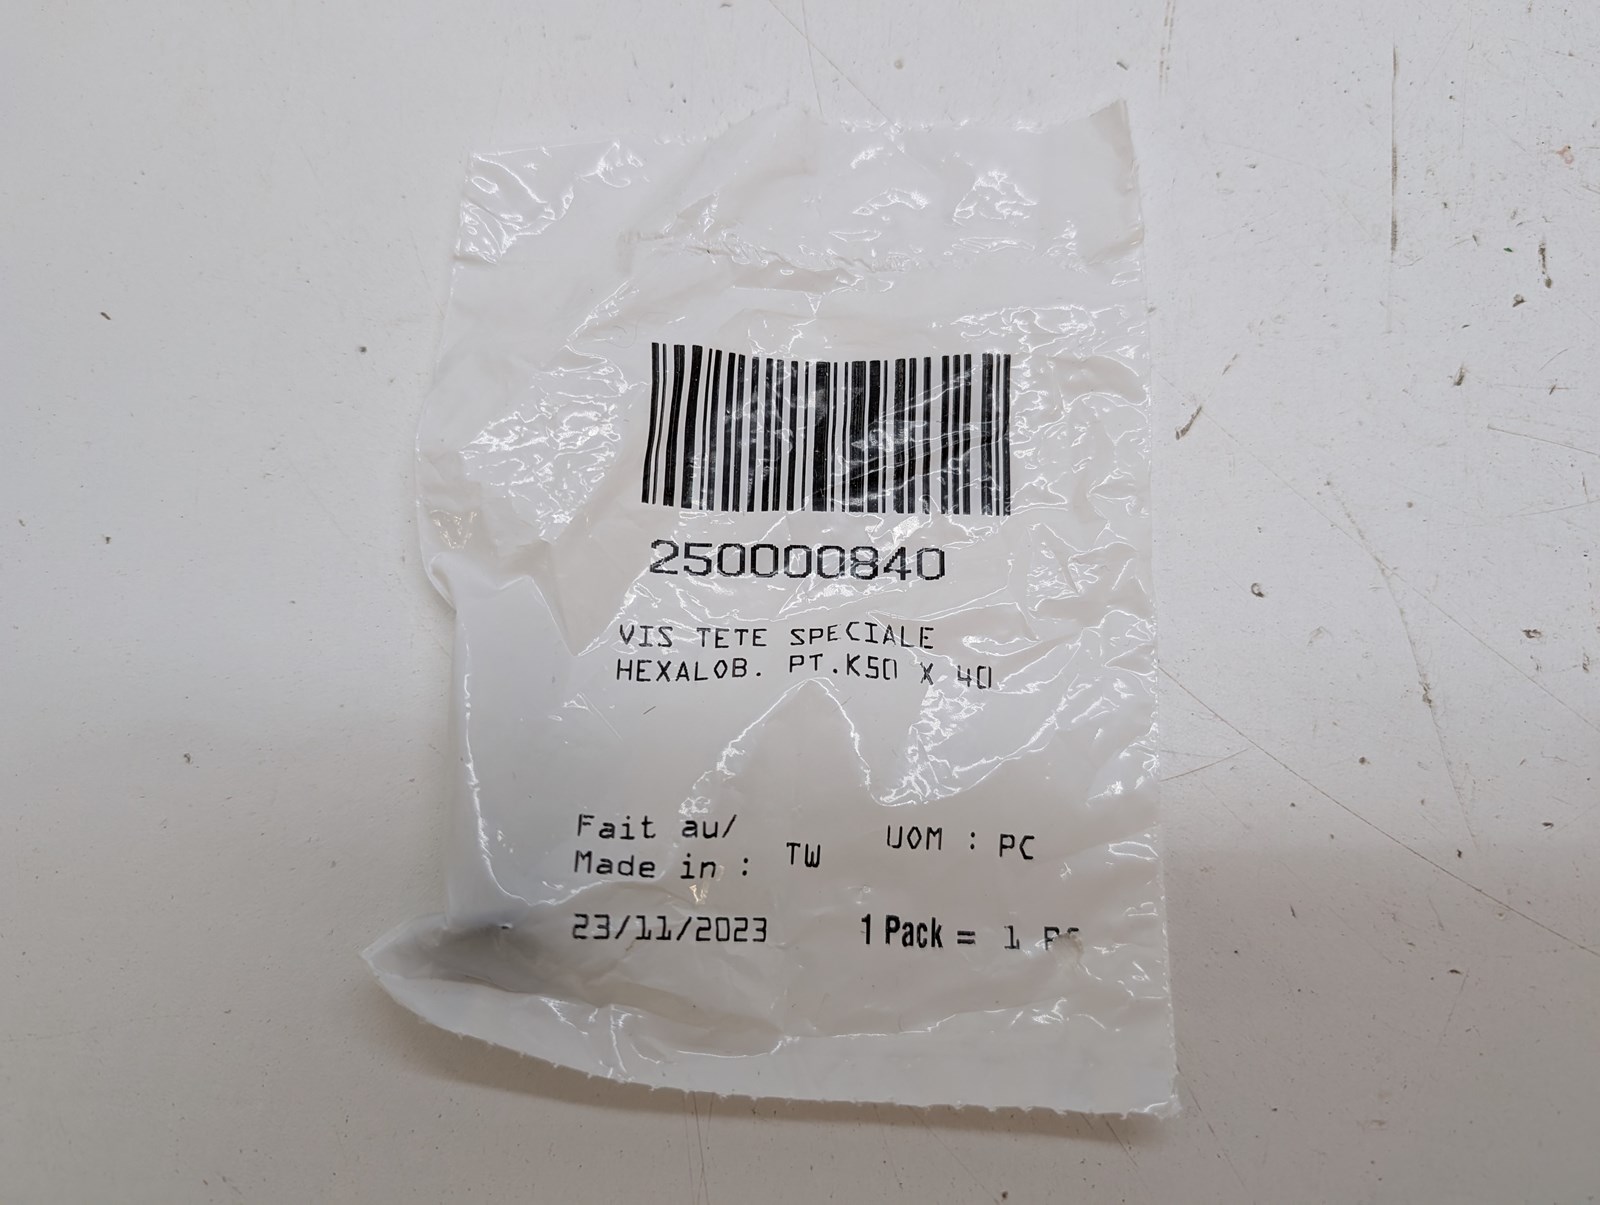 250000840
VIS TETE SPECIALE
HEXALOB. PT.K50 X 40
Fait au/
Made in : TW
UOM : PC
23/11/2023
1 Pack = 1